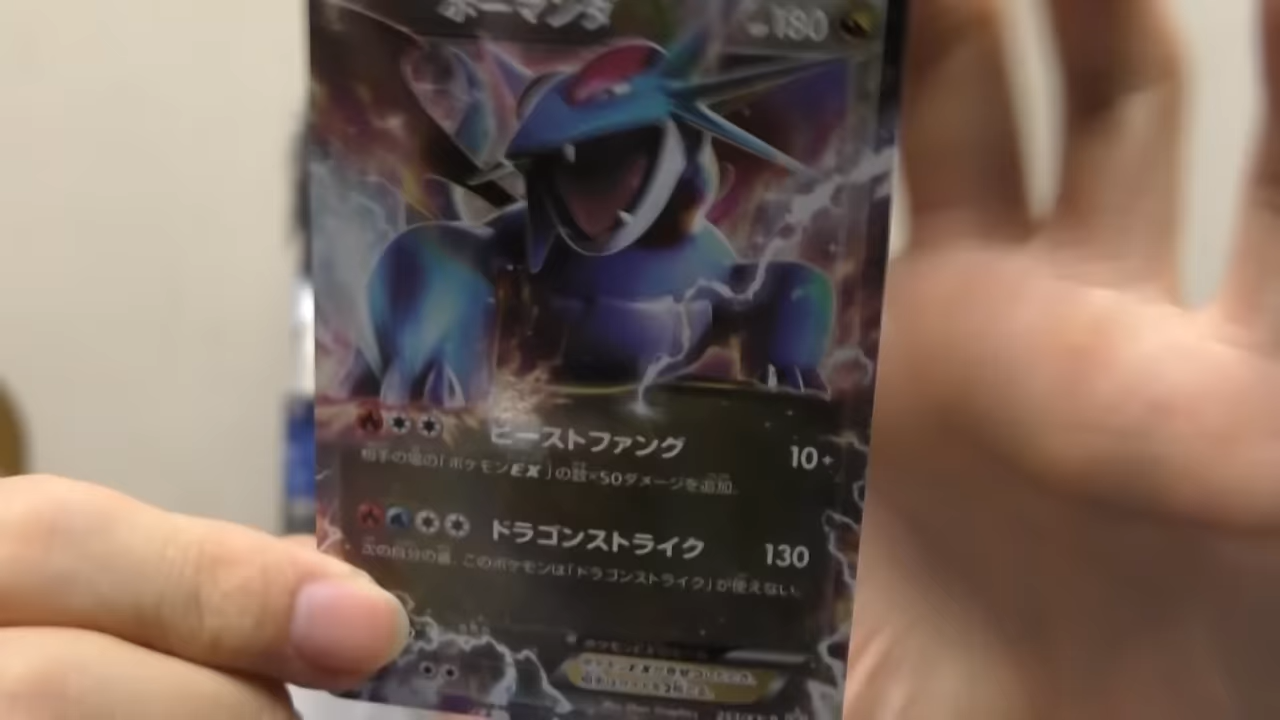 ボーマンダ 180
ビーストファング 10+
相手の場の「ポケモンEX」の数×50ダメージを追加。
ドラゴンストライク 130
次の自分の番、このポケモンは「ドラゴンストライク」が使えない。